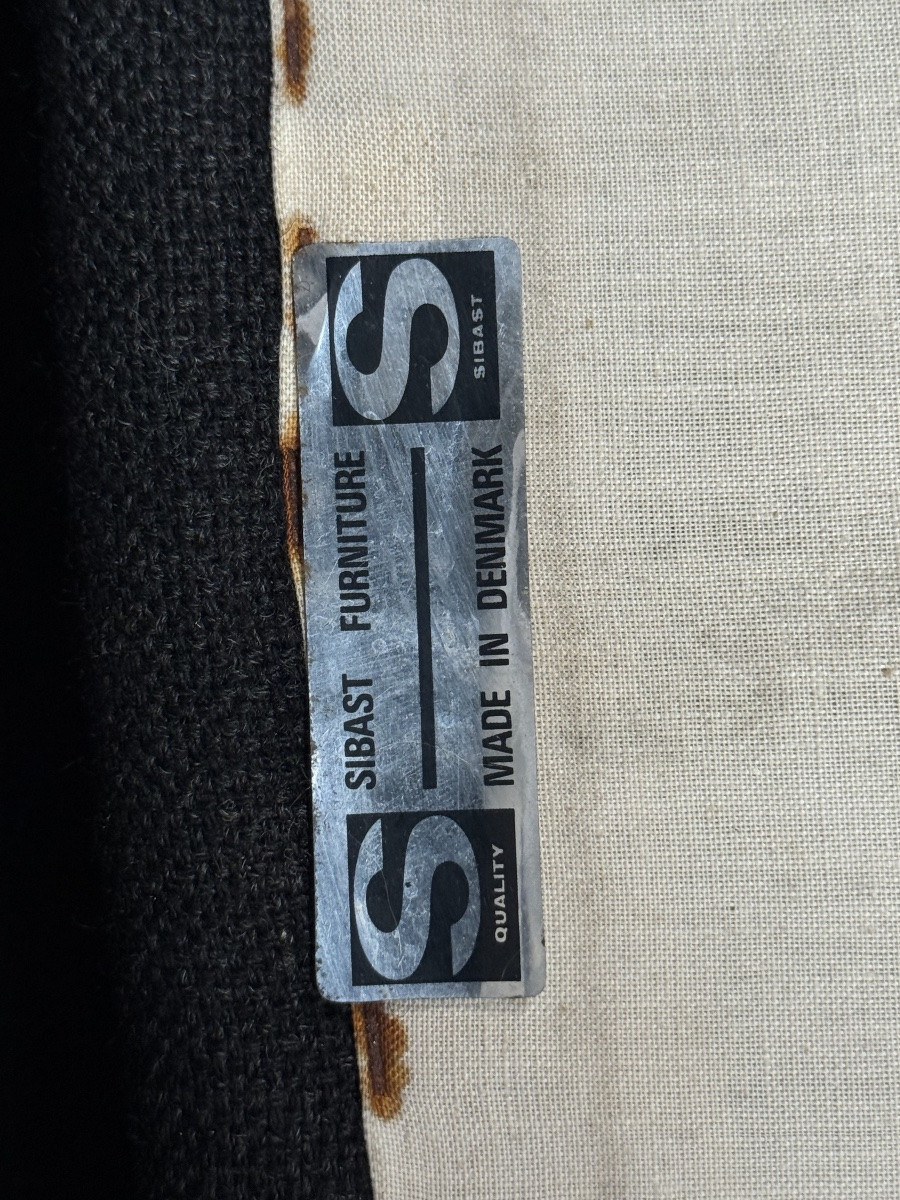 S
QUALITY
SIBAST FURNITURE
MADE IN DENMARK
S
SIBAST